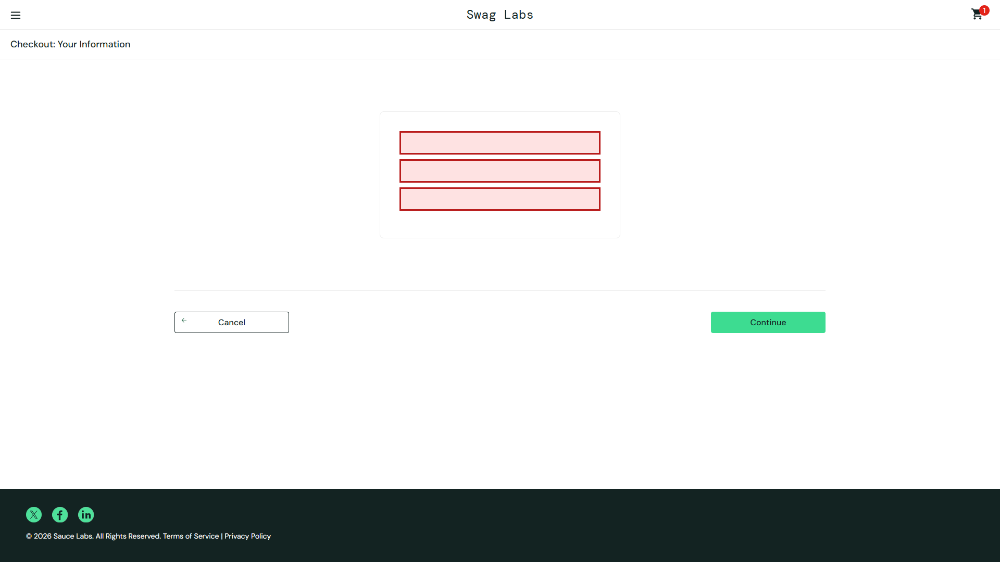 Swag Labs
1
Checkout: Your Information
Cancel
Continue
© 2026 Sauce Labs. All Rights Reserved. Terms of Service | Privacy Policy